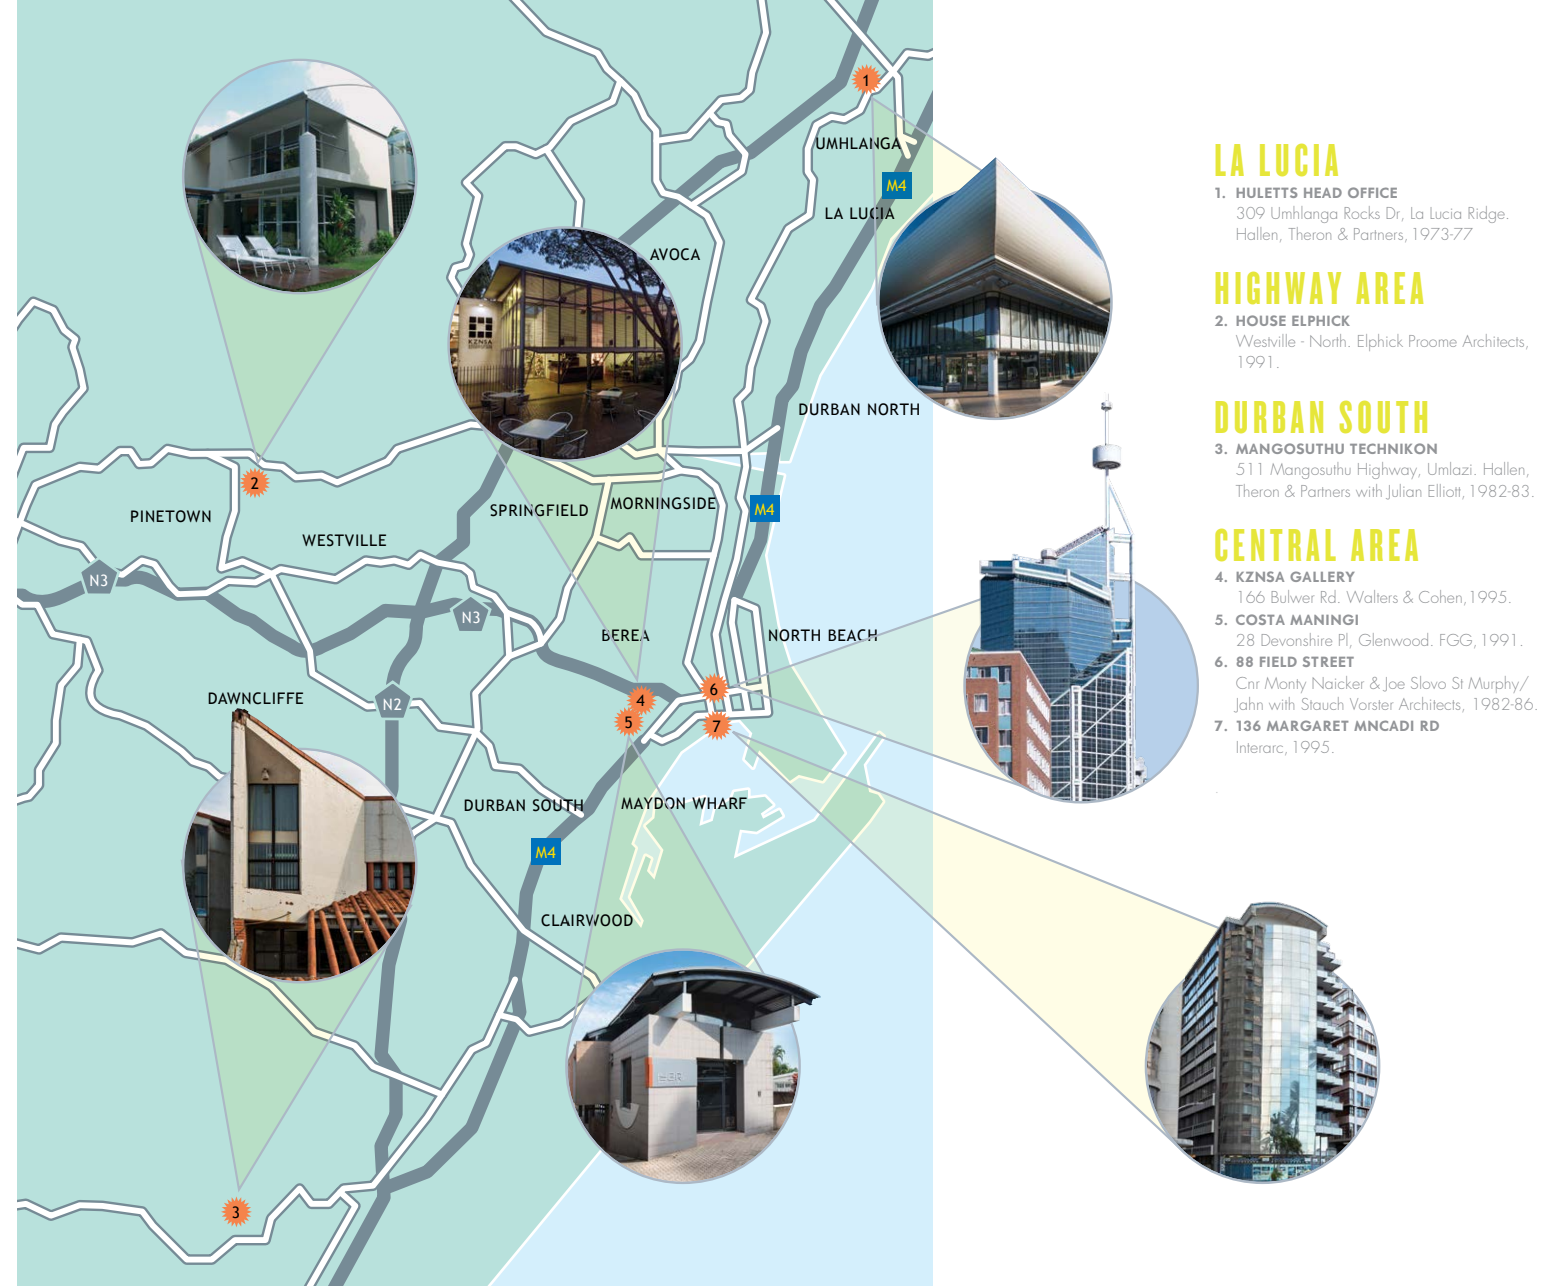 1
UMHLANGA
M4
LA LUCIA
AVOCA
KZNSA
DURBAN NORTH
2
PINETOWN
WESTVILLE
SPRINGFIELD
MORNINGSIDE
M4
N3
N3
BEREA
NORTH BEACH
DAWNCLIFFE
N2
4
5
6
7
DURBAN SOUTH
MAYDON WHARF
M4
CLAIRWOOD
3
LA LUCIA
1. HULETTS HEAD OFFICE
309 Umhlanga Rocks Dr, La Lucia Ridge.
Hallen, Theron & Partners, 1973-77
HIGHWAY AREA
2. HOUSE ELPHICK
Westville - North. Elphick Proome Architects,
1991.
DURBAN SOUTH
3. MANGOSUTHU TECHNIKON
511 Mangosuthu Highway, Umlazi. Hallen,
Theron & Partners with Julian Elliott, 1982-83.
CENTRAL AREA
4. KZNSA GALLERY
166 Bulwer Rd. Walters & Cohen, 1995.
5. COSTA MANINGI
28 Devonshire Pl, Glenwood. FGG, 1991.
6. 88 FIELD STREET
Cnr Monty Naicker & Joe Slovo St Murphy/
Jahn with Stauch Vorster Architects, 1982-86.
7. 136 MARGARET MNCADI RD
Interarc, 1995.
.